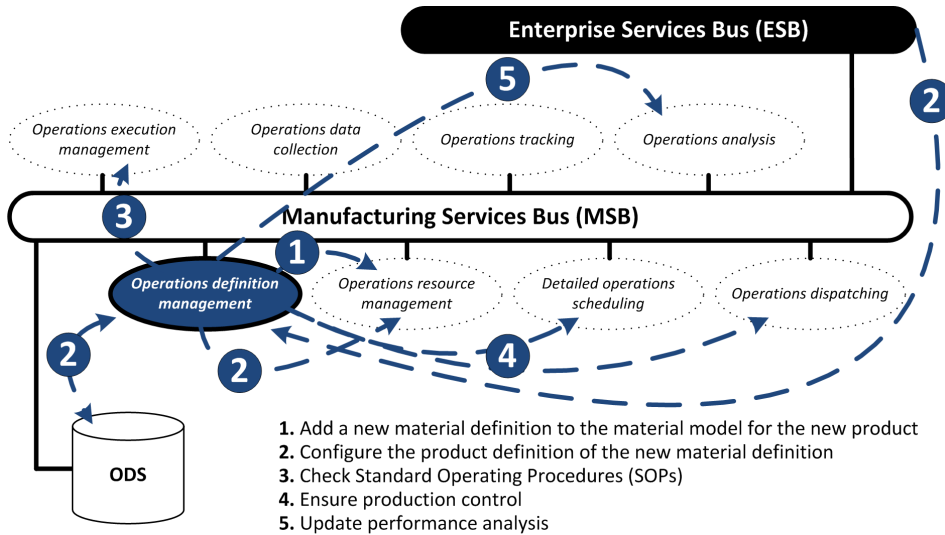 Enterprise Services Bus (ESB)
5
2
Operations execution
management
Operations data
collection
Operations tracking
Operations analysis
3
Manufacturing Services Bus (MSB)
1
Operations definition
management
Operations resource
management
Detailed operations
scheduling
Operations dispatching
2
2
4
ODS
1. Add a new material definition to the material model for the new product
2. Configure the product definition of the new material definition
3. Check Standard Operating Procedures (SOPs)
4. Ensure production control
5. Update performance analysis